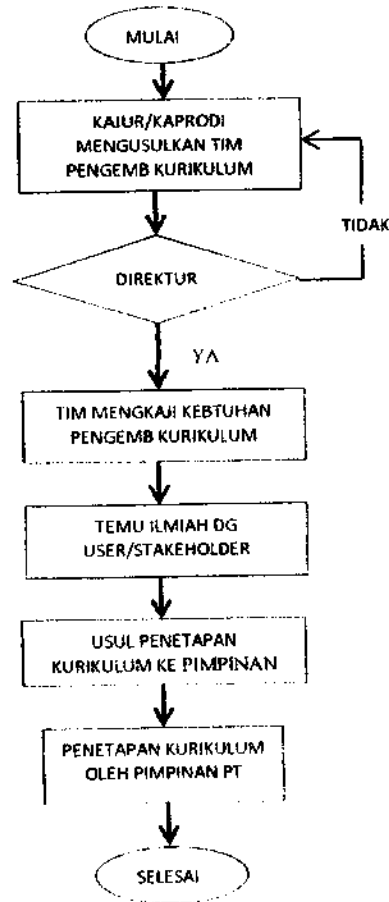 MULAI
KAJUR/KAPRODI
MENGUSULKAN TIM
PENGEMB KURIKULUM
TIDAK
DIREKTUR
YA
TIM MENGKAJI KEBTUHAN
PENGEMB KURIKULUM
TEMU ILMIAH DG
USER/STAKEHOLDER
USUL PENETAPAN
KURIKULUM KE PIMPINAN
PENETAPAN KURIKULUM
OLEH PIMPINAN PT
SELESAI